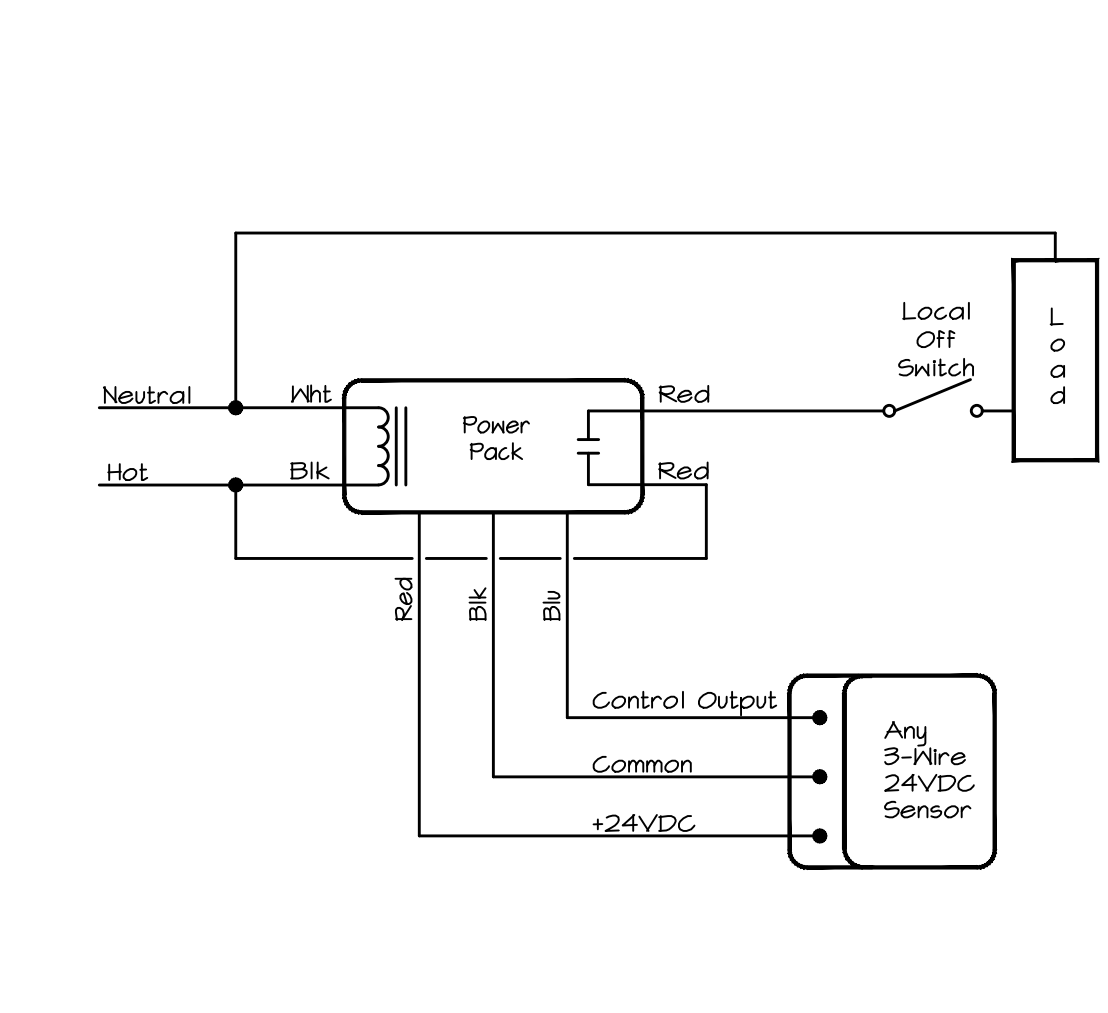 Local
Off
Switch
L
o
a
d
Neutral
Wht
Power
Pack
Red
Hot
Blk
Red
Red
Blk
Blu
Control Output
Common
+24VDC
Any
3-Wire
24VDC
Sensor